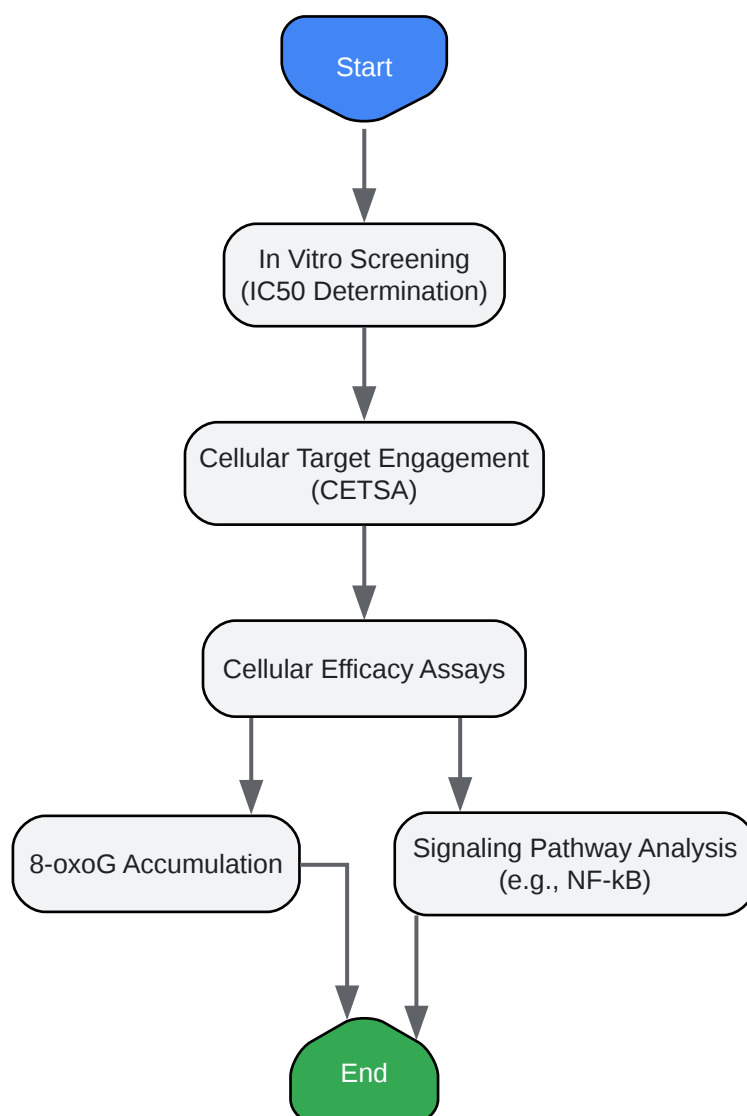 Start
In Vitro Screening
(IC50 Determination)
Cellular Target Engagement
(CETSA)
Cellular Efficacy Assays
8-oxoG Accumulation
Signaling Pathway Analysis
(e.g., NF-kB)
End